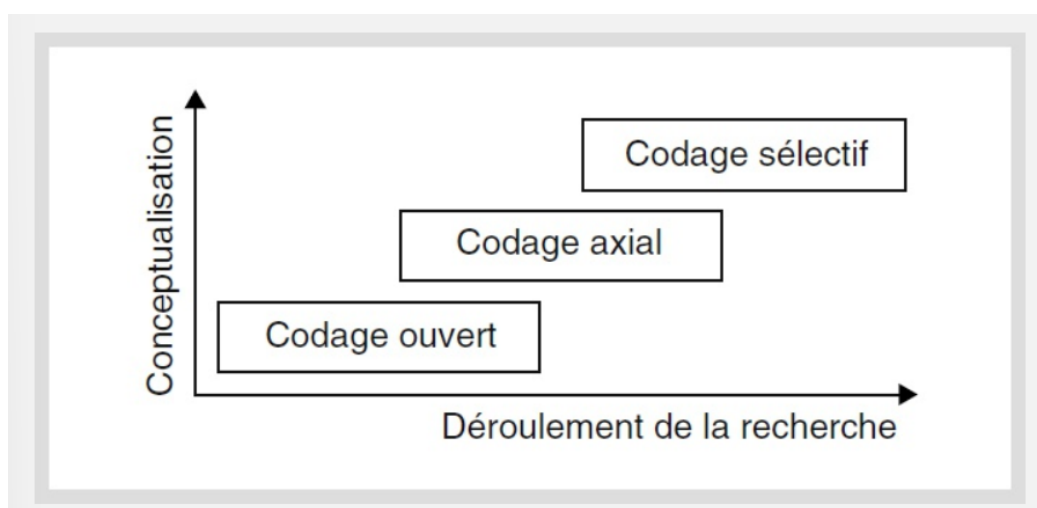 Conceptualisation
Codage sélectif
Codage axial
Codage ouvert
Déroulement de la recherche